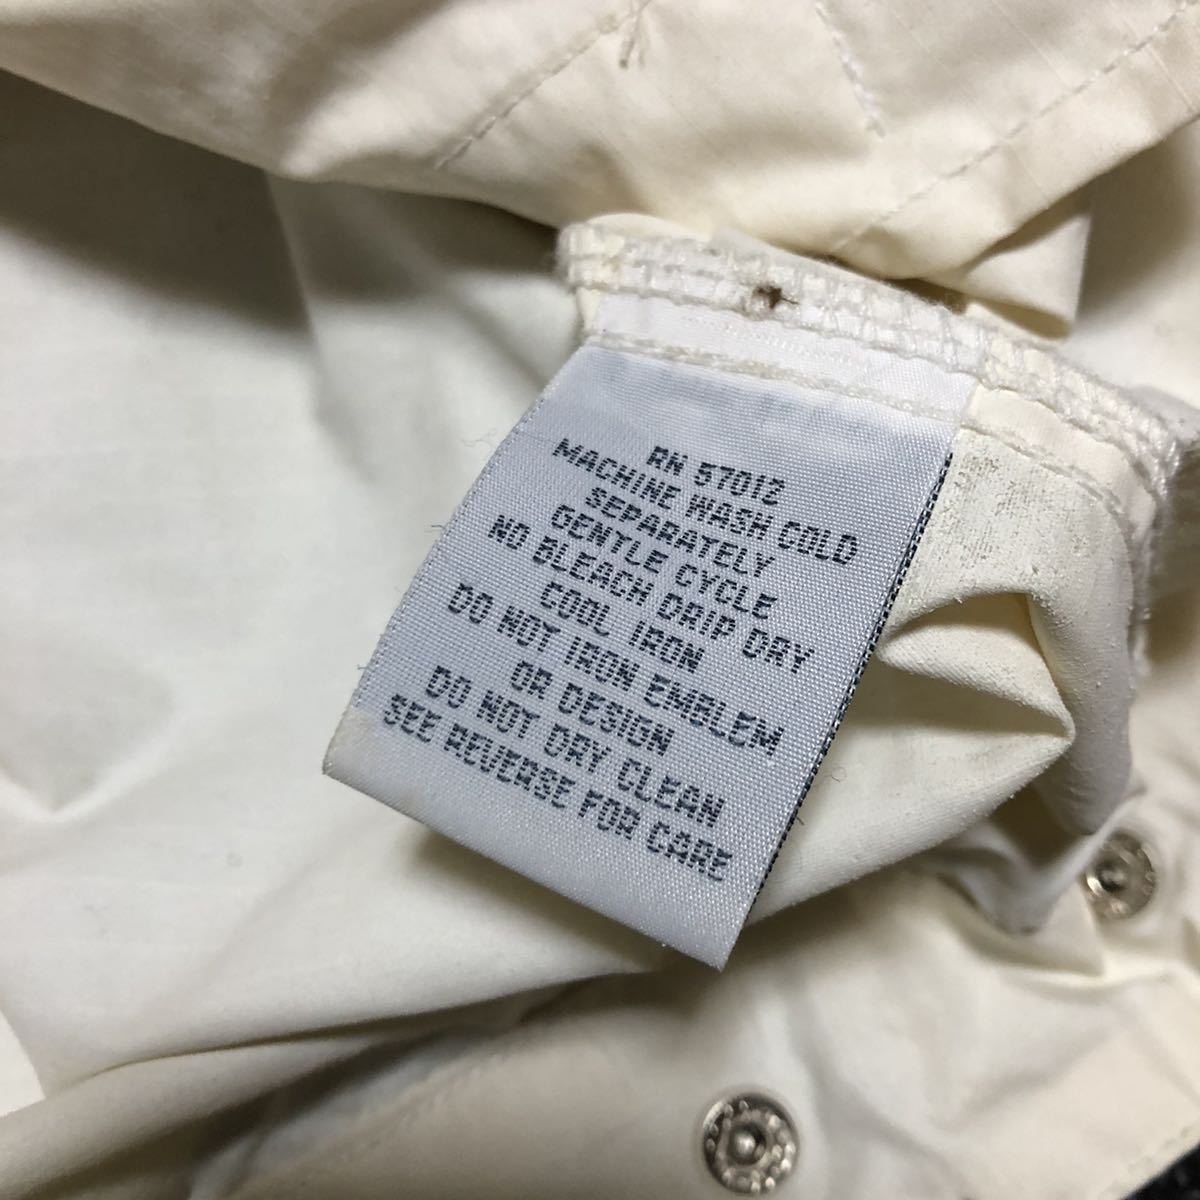 RN 57012
MACHINE WASH COLD
SEPARATELY
GENTLE CYCLE
NO BLEACH DRIP DRY
COOL IRON
DO NOT IRON EMBLEM
OR DESIGN
DO NOT DRY CLEAN
SEE REVERSE FOR CARE